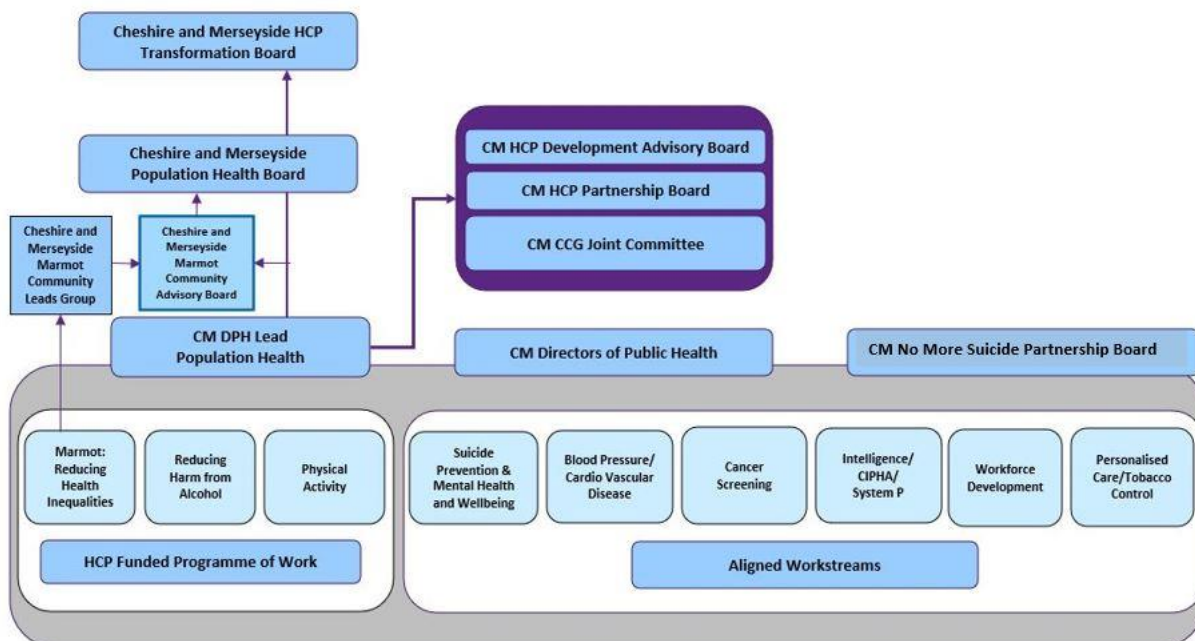 Cheshire and Merseyside HCP
Transformation Board
Cheshire and Merseyside
Population Health Board
CM HCP Development Advisory Board
CM HCP Partnership Board
CM CCG Joint Committee
Cheshire and
Merseyside
Marmot
Community
Leads Group
Cheshire and
Merseyside
Marmot
Community
Advisory Board
CM DPH Lead
Population Health
CM Directors of Public Health
CM No More Suicide Partnership Board
Marmot:
Reducing
Health
Inequalities
Reducing
Harm from
Alcohol
Physical
Activity
Suicide
Prevention &
Mental Health
and Wellbeing
Blood Pressure/
Cardio Vascular
Disease
Cancer
Screening
Intelligence/
CIPHA/
System P
Workforce
Development
Personalised
Care/Tobacco
Control
HCP Funded Programme of Work
Aligned Workstreams